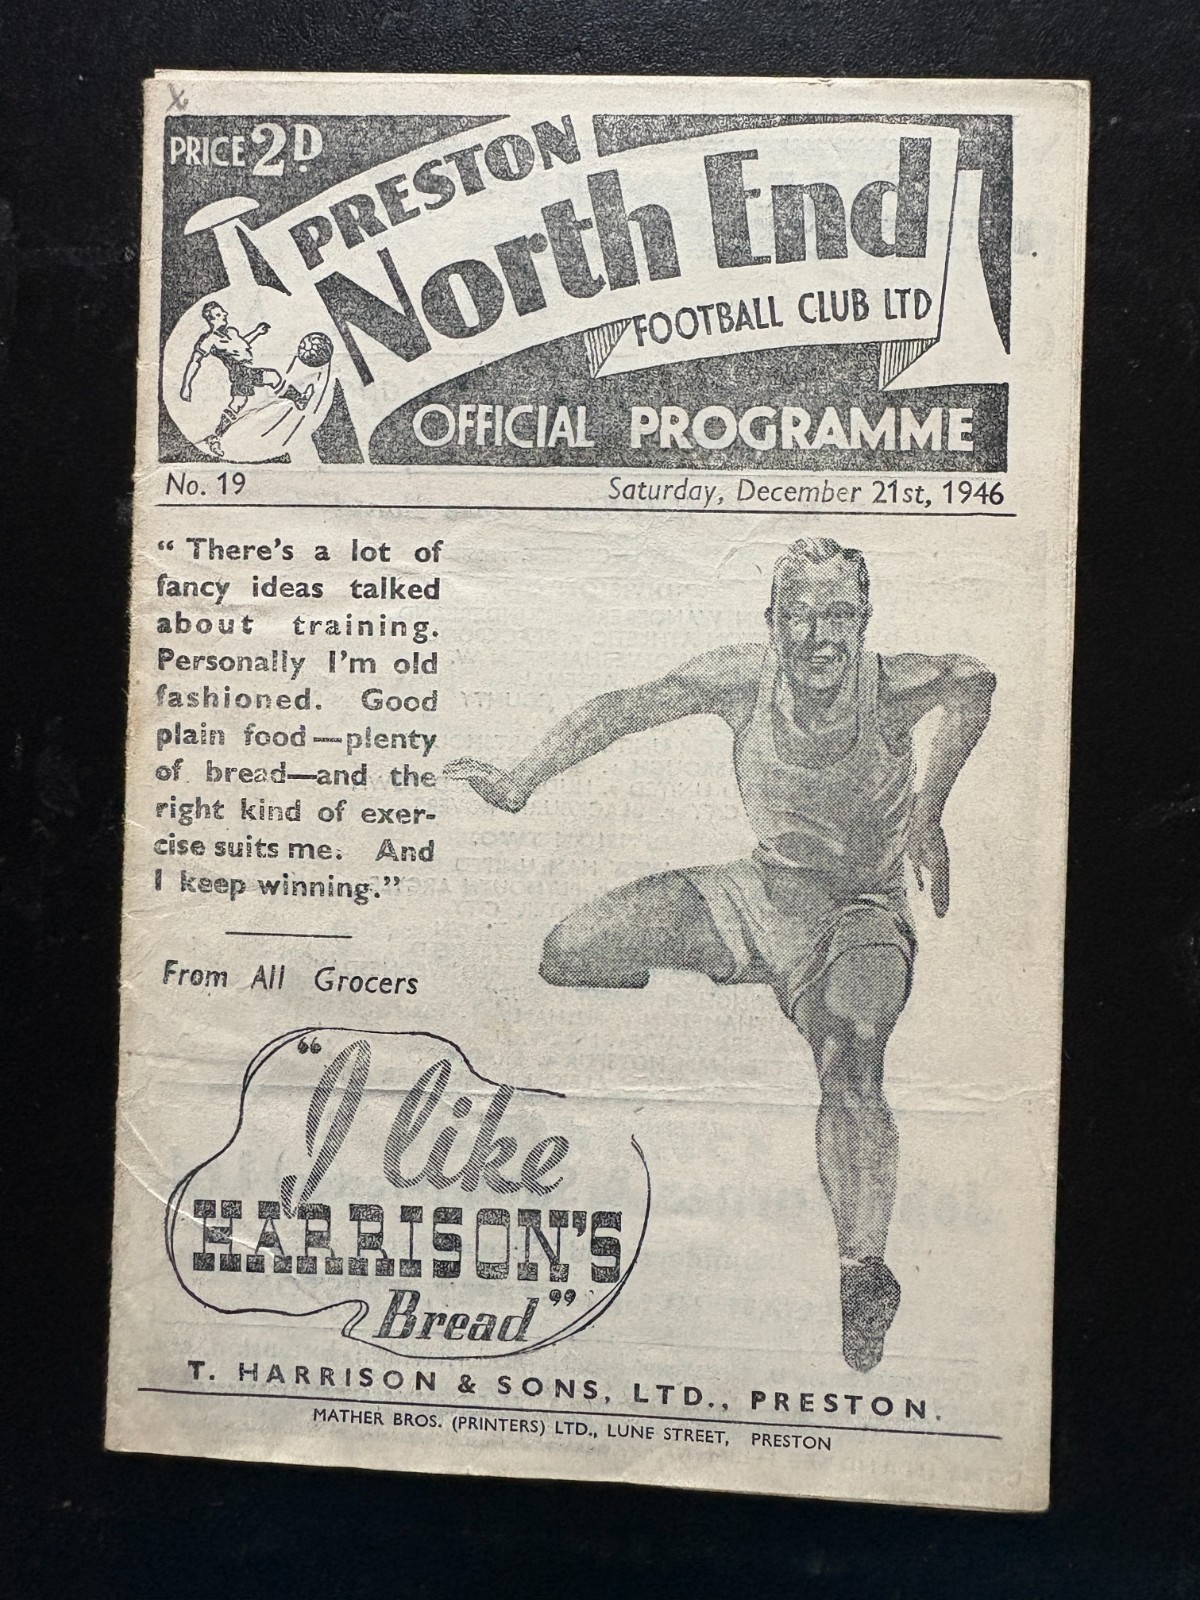 PRICE 2D.
PRESTON
North End
FOOTBALL CLUB LTD
OFFICIAL PROGRAMME
No. 19
Saturday, December 21st, 1946
“ There's a lot of
fancy ideas talked
about training.
Personally I'm old
fashioned. Good
plain food—plenty
of bread—and the
right kind of exer-
cise suits me. And
I keep winning.”
From All Grocers
“I like
HARRISON'S
Bread”
T. HARRISON & SONS, LTD., PRESTON.
MATHER BROS. (PRINTERS) LTD., LUNE STREET, PRESTON